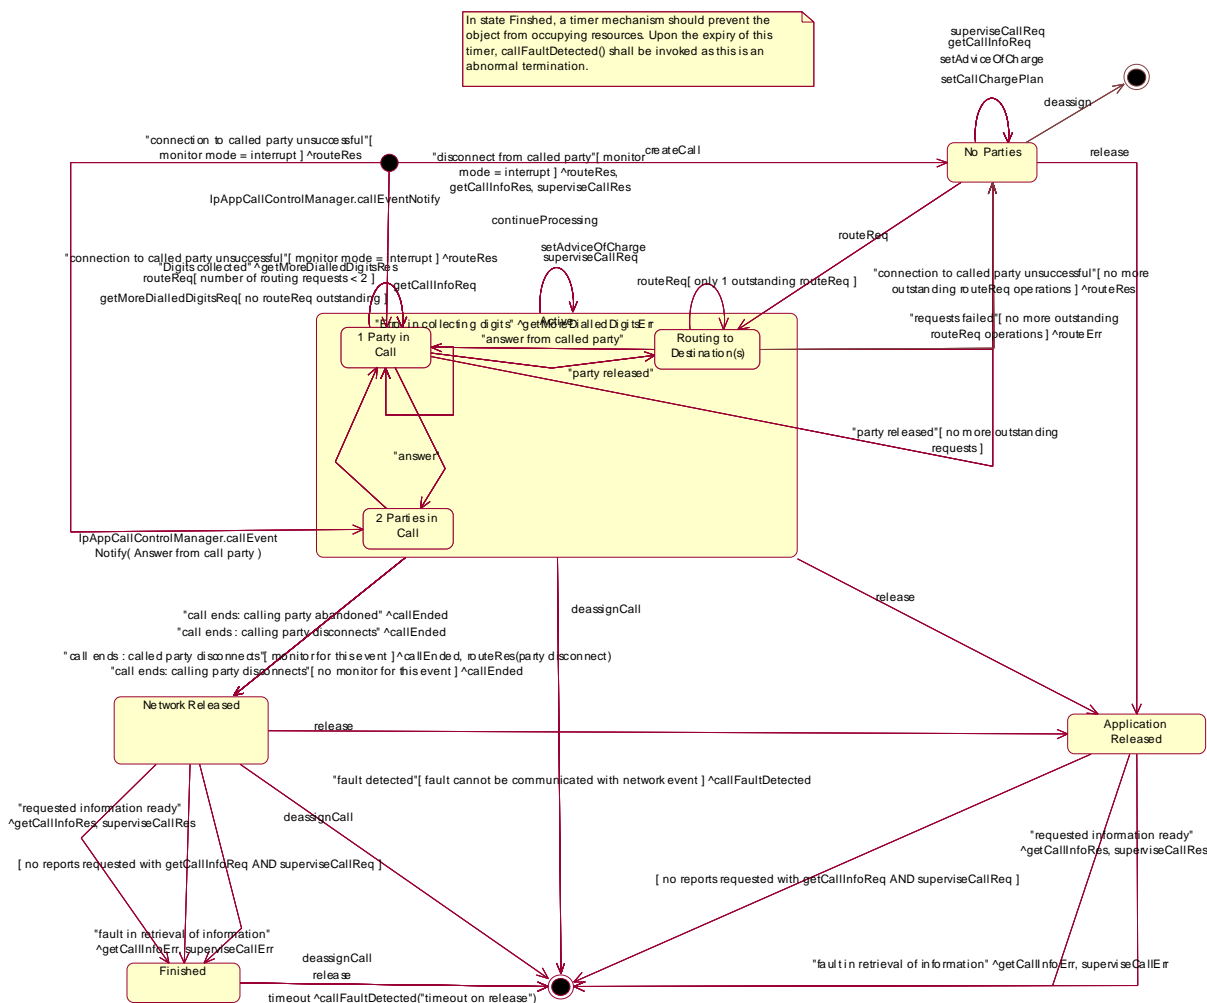 In state Finshed, a timer mechanism should prevent the
object from occupying resources. Upon the expiry of this
timer, callFaultDetected() shall be invoked as this is an
abnormal termination.
superviseCallReq
getCallInfoReq
setAdviceOfCharge
setCallChargePlan
deassign
"connection to called party unsuccessful"[
monitor mode = interrupt ] ^routeRes
"disconnect from called party"[ monitor
mode = interrupt ] ^routeRes,
getCallInfoRes, superviseCallRes
createCall
No Parties
release
IpAppCallControlManager.callEventNotify
continueProcessing
routeReq
setAdviceOfCharge
superviseCallReq
"connection to called party unsuccessful"[ monitor mode = interrupt ] ^routeRes
"Digits collected" ^getMoreDialledDigitsRes
routeReq[ number of routing requests < 2 ]
getCallInfoReq
getMoreDialledDigitsReq[ no routeReq outstanding ]
routeReq[ only 1 outstanding routeReq ]
"connection to called party unsuccessful"[ no more
outstanding routeReq operations ] ^routeRes
"requests failed"[ no more outstanding
routeReq operations ] ^routeErr
Active
"Error in collecting digits" ^getMoreDialledDigitsErr
1 Party in
Call
"answer from called party"
Routing to
Destination(s)
"party released"
"party released"[ no more outstanding
requests ]
"answer"
2 Parties in
Call
IpAppCallControlManager.callEvent
Notify( Answer from call party )
release
deassignCall
"call ends: calling party abandoned" ^callEnded
"call ends : calling party disconnects" ^callEnded
"call ends : called party disconnects"[ monitor for this event ] ^callEnded, routeRes(party disconnect)
"call ends: calling party disconnects"[ no monitor for this event ] ^callEnded
Network Released
release
Application
Released
"fault detected"[ fault cannot be communicated with network event ] ^callFaultDetected
"requested information ready"
^getCallInfoRes, superviseCallRes
deassignCall
"requested information ready"
^getCallInfoRes, superviseCallRes
[ no reports requested with getCallInfoReq AND superviseCallReq ]
[ no reports requested with getCallInfoReq AND superviseCallReq ]
"fault in retrieval of information"
^getCallInfoErr, superviseCallErr
Finished
deassignCall
release
timeout ^callFaultDetected("timeout on release")
"fault in retrieval of information" ^getCallInfoErr, superviseCallErr